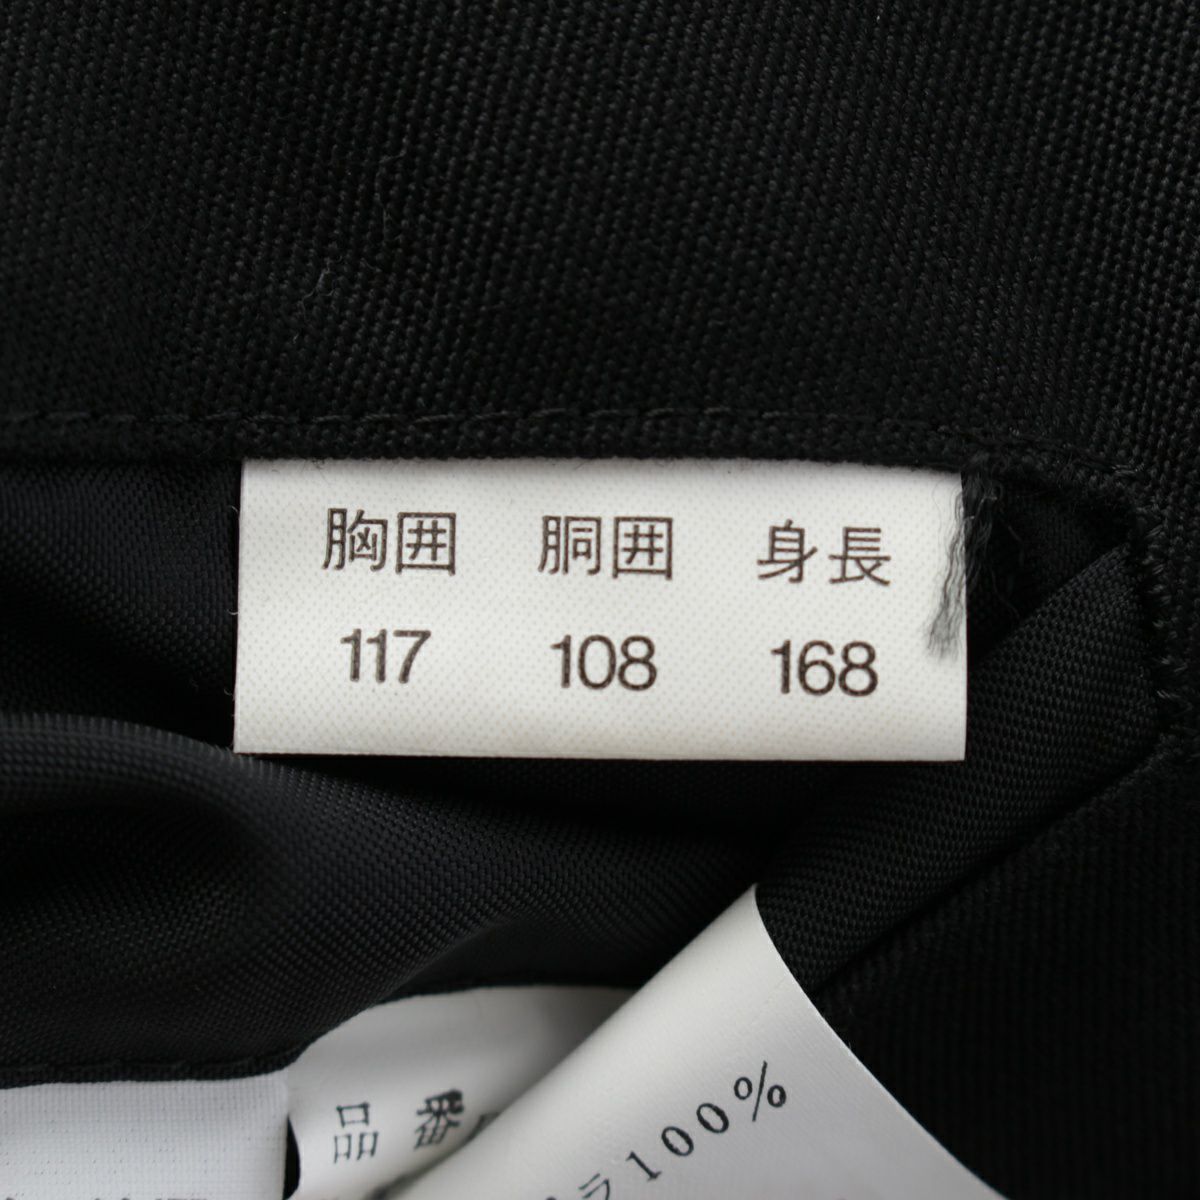 胸囲 胴囲 身長
117 108 168
品番
ラ100%